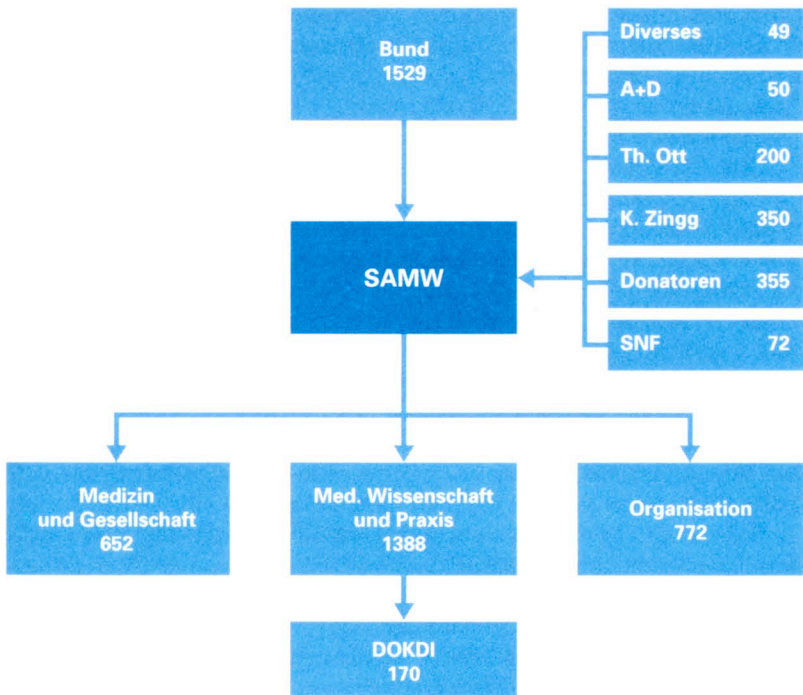 Bund
1529
Diverses 49
A+D 50
Th. Ott 200
K. Zingg 350
Donatoren 355
SNF 72
SAMW
Medizin
und Gesellschaft
652
Med. Wissenschaft
und Praxis
1388
Organisation
772
DOKDI
170